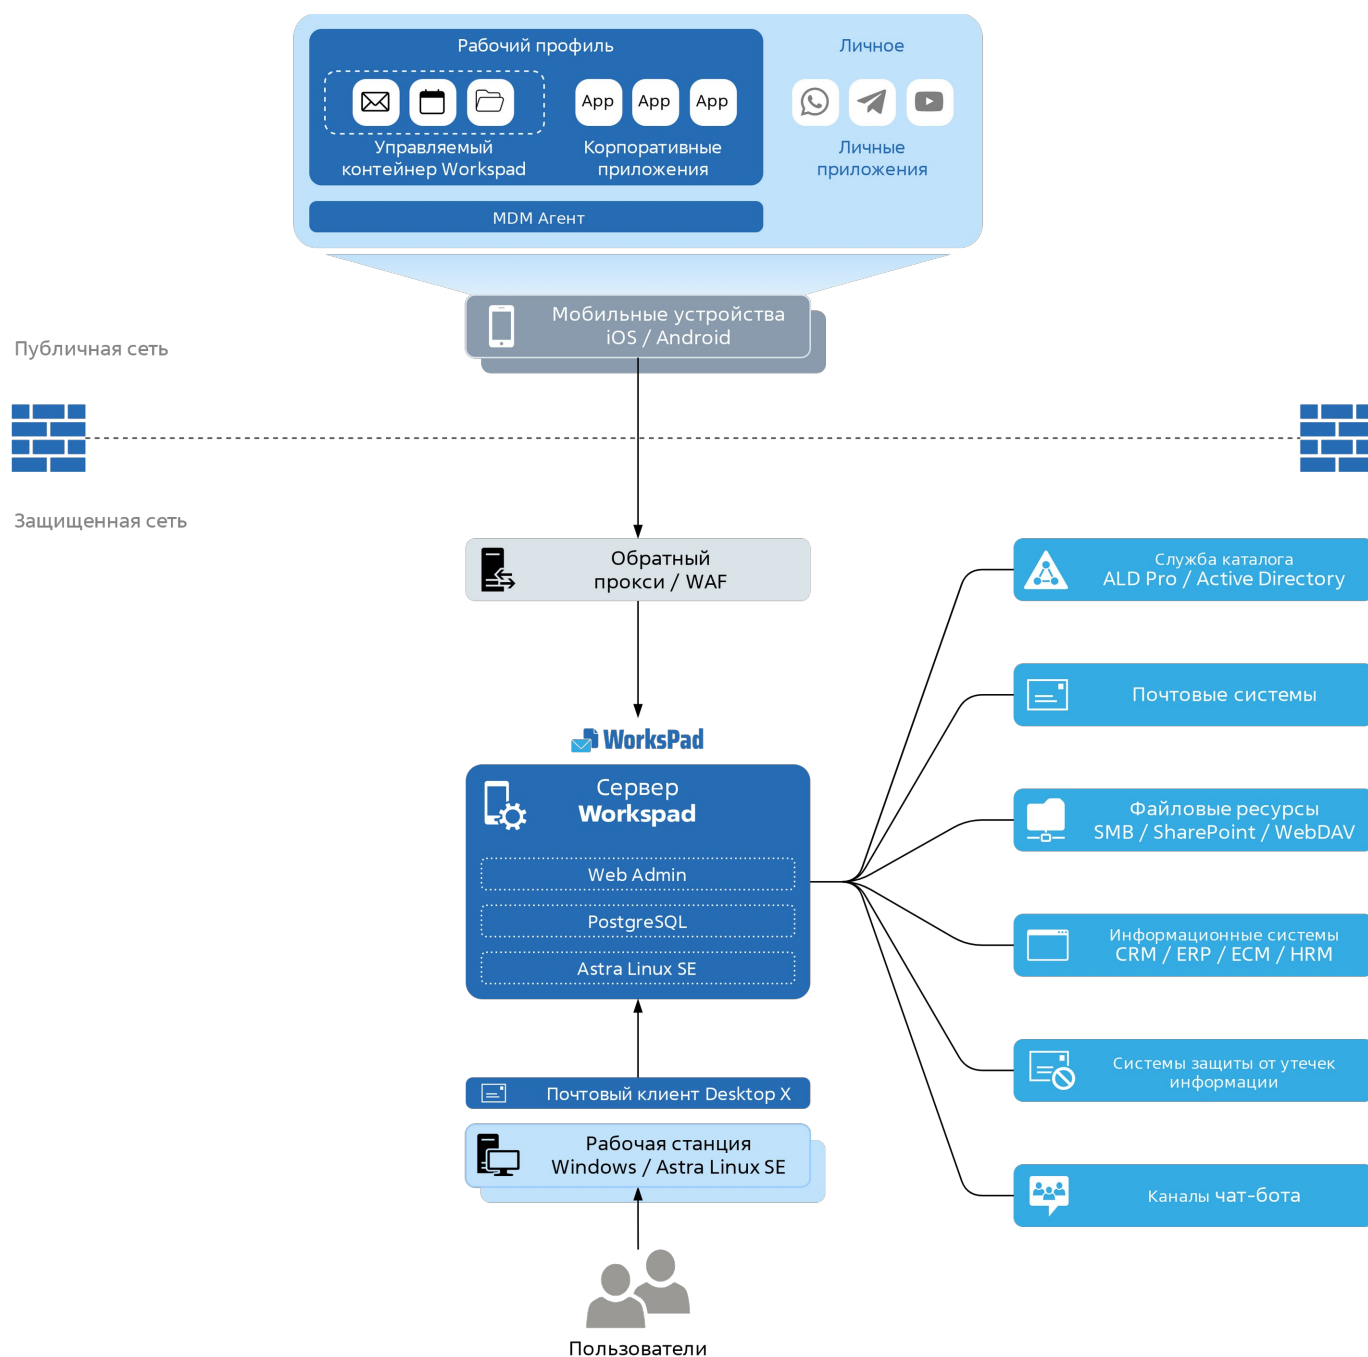 Рабочий профиль
Личное
App
App
App
Управляемый
контейнер Workspad
Корпоративные
приложения
Личные
приложения
MDM Агент
Мобильные устройства
iOS / Android
Публичная сеть
Защищенная сеть
Обратный
прокси / WAF
WorksPad
Сервер
Workspad
Web Admin
PostgreSQL
Astra Linux SE
Почтовый клиент Desktop X
Рабочая станция
Windows / Astra Linux SE
Пользователи
Служба каталога
ALD Pro / Active Directory
Почтовые системы
Файловые ресурсы
SMB / SharePoint / WebDAV
Информационные системы
CRM / ERP / ECM / HRM
Системы защиты от утечек
информации
Каналы чат-бота